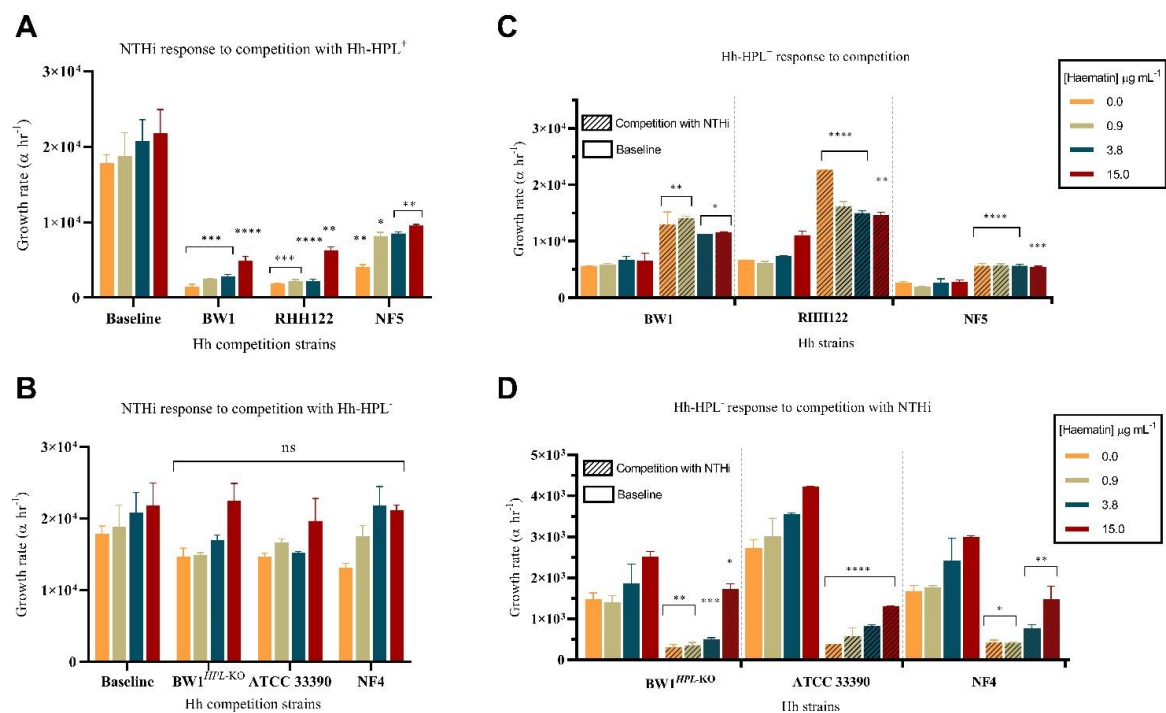 A
NTHi response to competition with Hh-HPL⁺
Growth rate (α hr⁻¹)
3×10⁴
2×10⁴
1×10⁴
0
*** ****
*** **** **
** * **
Baseline BW1 RHH122 NF5
Hh competition strains
B
NTHi response to competition with Hh-HPL⁻
Growth rate (α hr⁻¹)
3×10⁴
2×10⁴
1×10⁴
0
ns
Baseline BW1ᴴᴾᴸ⁻ᴷᴼ ATCC 33390 NF4
Hh competition strains
C
Hh-HPL⁻ response to competition
Competition with NTHi
Baseline
Growth rate (α hr⁻¹)
3×10⁴
2×10⁴
1×10⁴
0
** *
**** **
**** ***
BW1 RHH122 NF5
Hh strains
[Haematin] μg mL⁻¹
0.0
0.9
3.8
15.0
D
Hh-HPL⁻ response to competition with NTHi
Competition with NTHi
Baseline
Growth rate (α hr⁻¹)
5×10³
4×10³
3×10³
2×10³
1×10³
0
** *** *
****
* **
BW1ᴴᴾᴸ⁻ᴷᴼ ATCC 33390 NF4
Hh strains
[Haematin] μg mL⁻¹
0.0
0.9
3.8
15.0